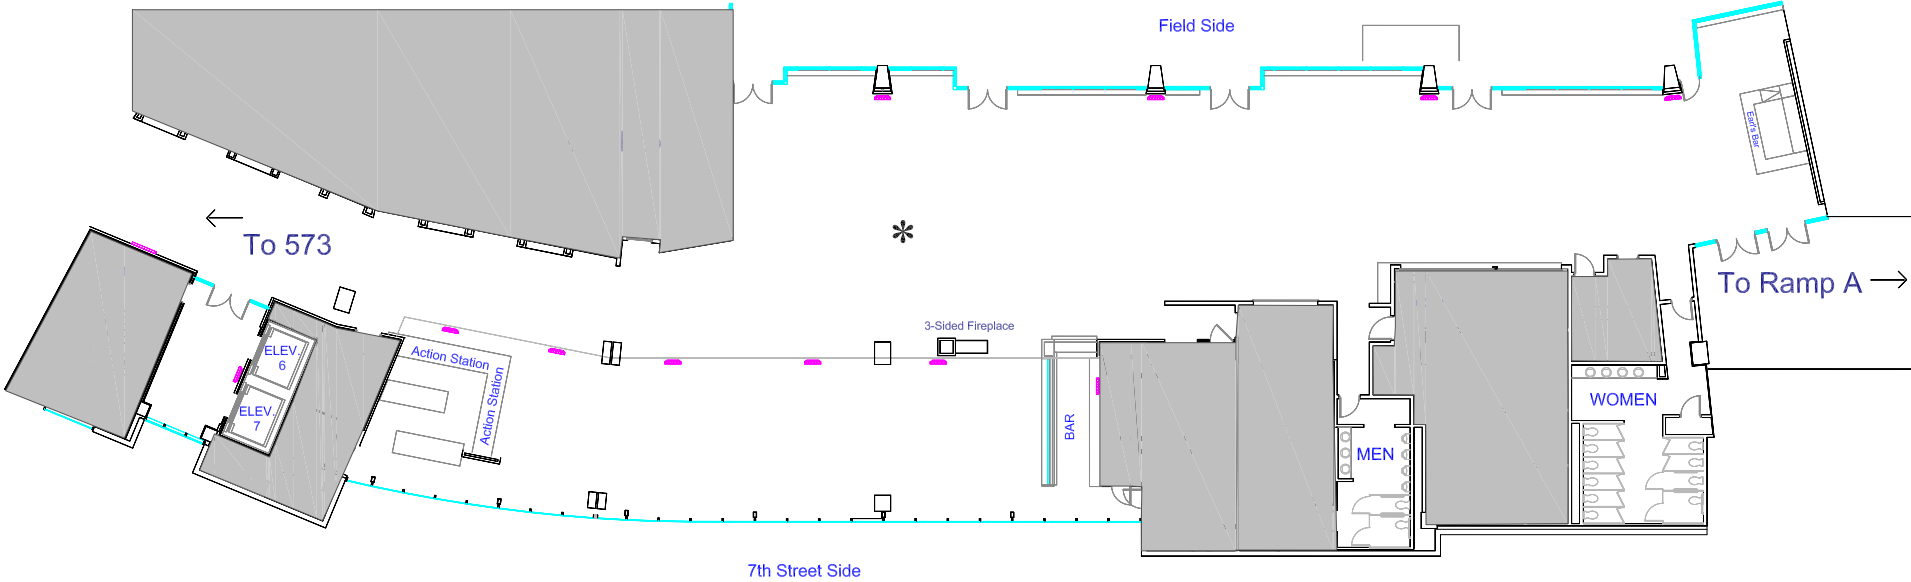 Field Side
Earl's Bar
*
To 573
To Ramp A
3-Sided Fireplace
ELEV.
6
Action Station
Action Station
ELEV.
7
BAR
WOMEN
MEN
7th Street Side